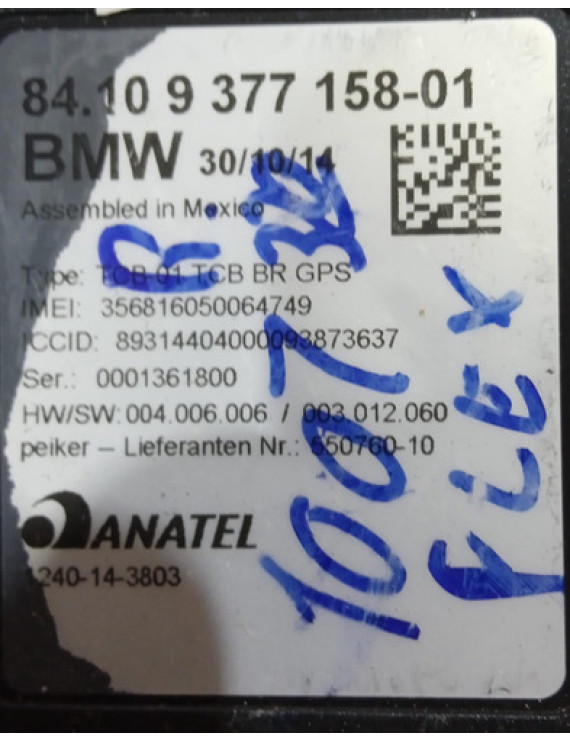 84.10 9 377 158-01
BMW 30/10/14
Assembled in Mexico
Type: TCB 01 TCB BR GPS
IMEI: 356816050064749
ICCID: 89314404000093873637
Ser.: 0001361800
HW/SW: 004.006.006 / 003.012.060
peiker – Lieferanten Nr.: 650760-10
ANATEL
1240-14-3803
R.
FLEX